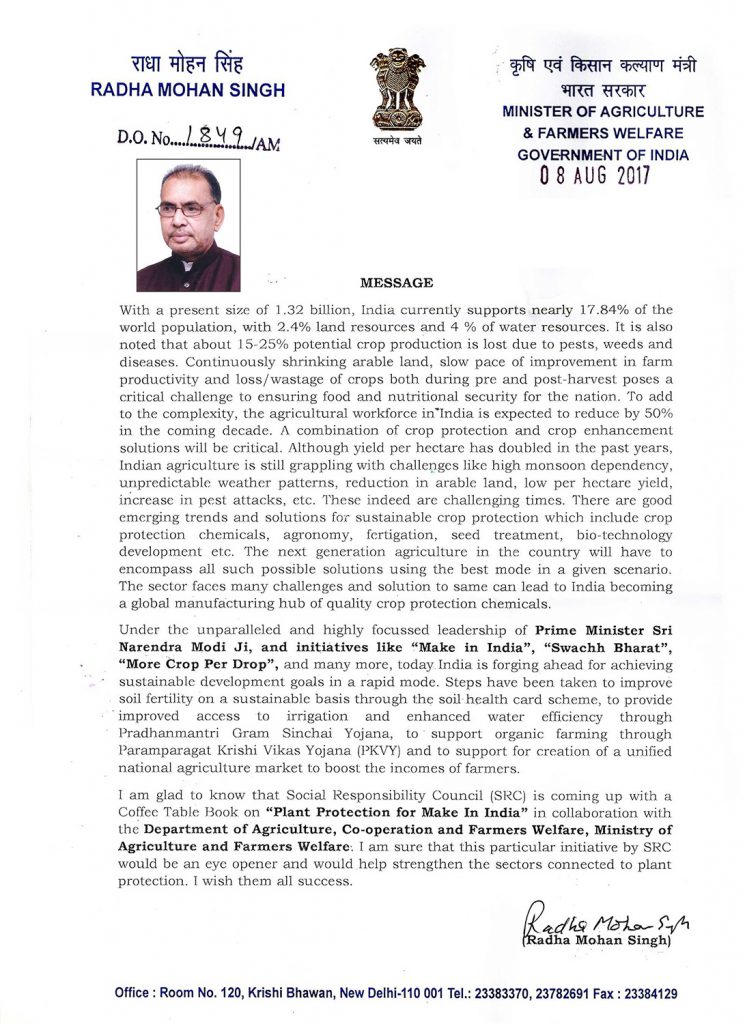 राधा मोहन सिंह
RADHA MOHAN SINGH
D.O. No....1849../AM
सत्यमेव जयते
कृषि एवं किसान कल्याण मंत्री
भारत सरकार
MINISTER OF AGRICULTURE
& FARMERS WELFARE
GOVERNMENT OF INDIA
08 AUG 2017
MESSAGE
With a present size of 1.32 billion, India currently supports nearly 17.84% of the
world population, with 2.4% land resources and 4 % of water resources. It is also
noted that about 15-25% potential crop production is lost due to pests, weeds and
diseases. Continuously shrinking arable land, slow pace of improvement in farm
productivity and loss/wastage of crops both during pre and post-harvest poses a
critical challenge to ensuring food and nutritional security for the nation. To add
to the complexity, the agricultural workforce in India is expected to reduce by 50%
in the coming decade. A combination of crop protection and crop enhancement
solutions will be critical. Although yield per hectare has doubled in the past years,
Indian agriculture is still grappling with challenges like high monsoon dependency,
unpredictable weather patterns, reduction in arable land, low per hectare yield,
increase in pest attacks, etc. These indeed are challenging times. There are good
emerging trends and solutions for sustainable crop protection which include crop
protection chemicals, agronomy, fertigation, seed treatment, bio-technology
development etc. The next generation agriculture in the country will have to
encompass all such possible solutions using the best mode in a given scenario.
The sector faces many challenges and solution to same can lead to India becoming
a global manufacturing hub of quality crop protection chemicals.
Under the unparalleled and highly focussed leadership of Prime Minister Sri
Narendra Modi Ji, and initiatives like “Make in India”, “Swachh Bharat”,
“More Crop Per Drop”, and many more, today India is forging ahead for achieving
sustainable development goals in a rapid mode. Steps have been taken to improve
soil fertility on a sustainable basis through the soil health card scheme, to provide
improved access to irrigation and enhanced water efficiency through
Pradhanmantri Gram Sinchai Yojana, to support organic farming through
Paramparagat Krishi Vikas Yojana (PKVY) and to support for creation of a unified
national agriculture market to boost the incomes of farmers.
I am glad to know that Social Responsibility Council (SRC) is coming up with a
Coffee Table Book on “Plant Protection for Make In India” in collaboration with
the Department of Agriculture, Co-operation and Farmers Welfare, Ministry of
Agriculture and Farmers Welfare. I am sure that this particular initiative by SRC
would be an eye opener and would help strengthen the sectors connected to plant
protection. I wish them all success.
Radha Mohan Singh
(Radha Mohan Singh)
Office : Room No. 120, Krishi Bhawan, New Delhi-110 001 Tel.: 23383370, 23782691 Fax : 23384129